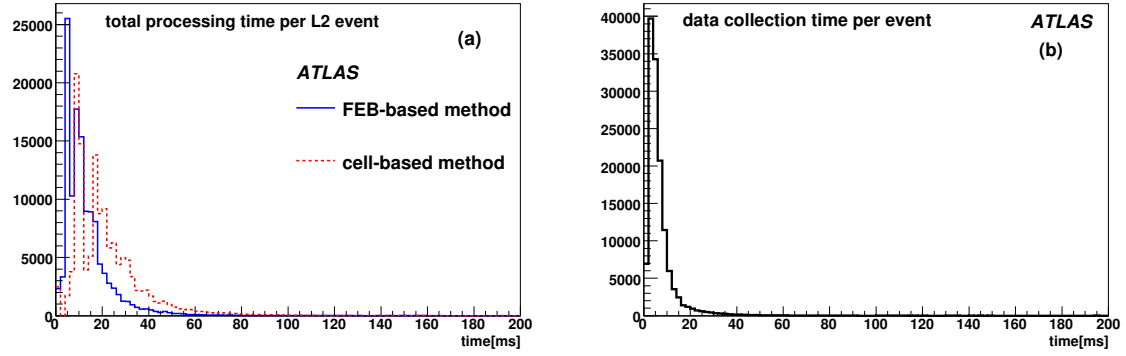 total processing time per L2 event
(a)
ATLAS
FEB-based method
cell-based method
25000
20000
15000
10000
5000
0
0 20 40 60 80 100 120 140 160 180 200
time[ms]
data collection time per event
ATLAS
(b)
40000
35000
30000
25000
20000
15000
10000
5000
0
0 20 40 60 80 100 120 140 160 180 200
time[ms]